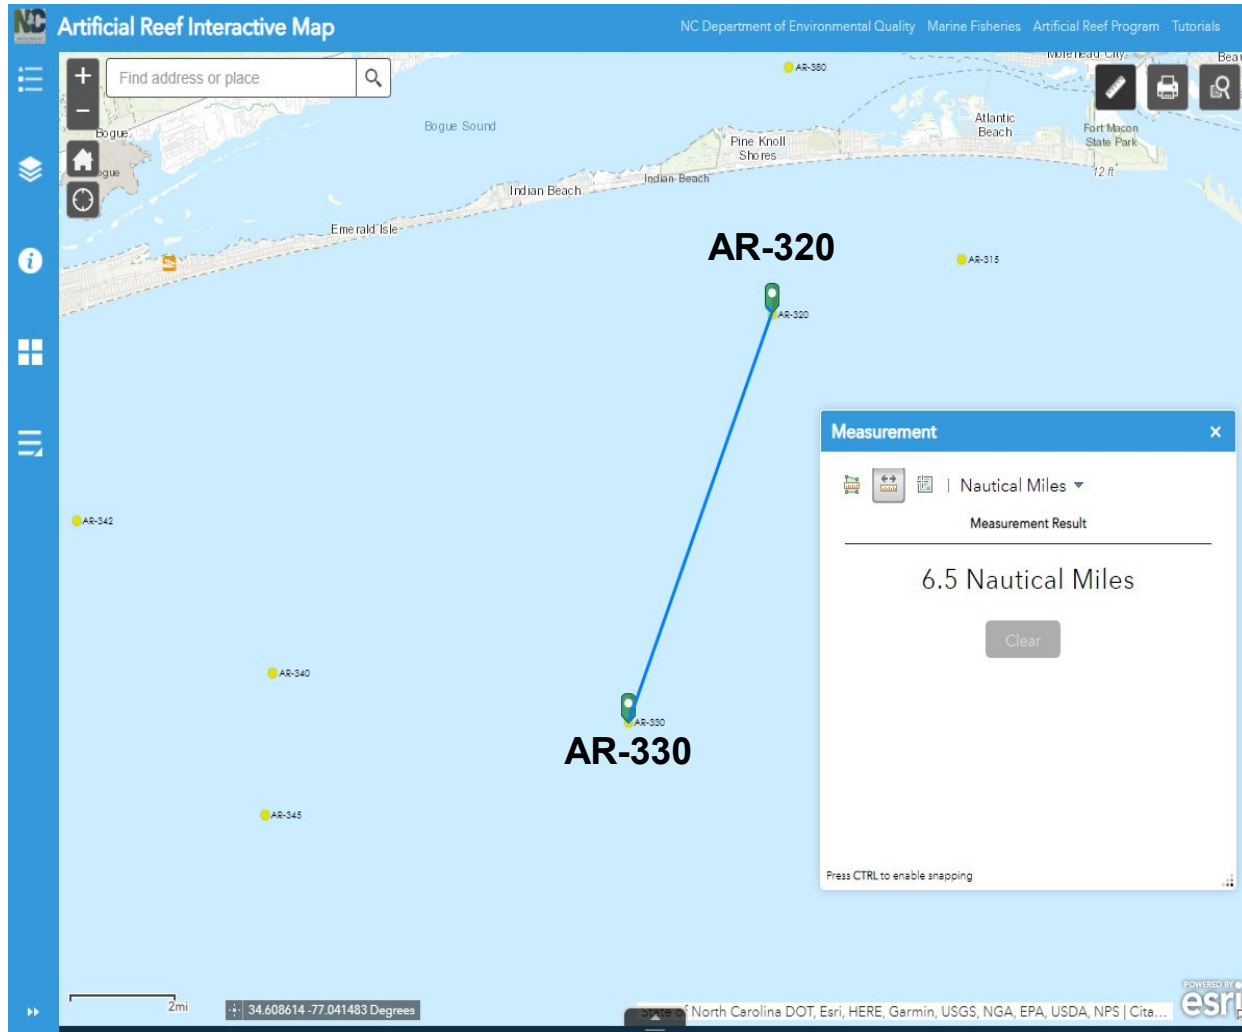 Artificial Reef Interactive Map
NC Department of Environmental Quality Marine Fisheries Artificial Reef Program Tutorials
+
Find address or place
−
AR-380
Bogue
Bogue Sound
Atlantic
Beach
Fort Macon
State Park
Pine Knoll
Shores
12 ft
Indian Beach
Indian Beach
Emerald Isle
AR-320
AR-315
AR-320
Measurement
×
Nautical Miles
Measurement Result
AR-342
6.5 Nautical Miles
Clear
AR-340
AR-330
AR-330
AR-345
Press CTRL to enable snapping
2mi
34.608614 -77.041483 Degrees
State of North Carolina DOT, Esri, HERE, Garmin, USGS, NGA, EPA, USDA, NPS | Cita...
POWERED BY
esri